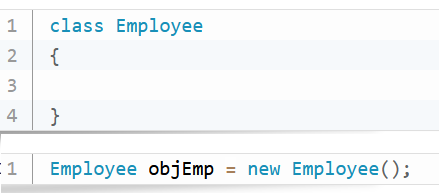 1 class Employee
2 {
3
4 }
1 Employee objEmp = new Employee();